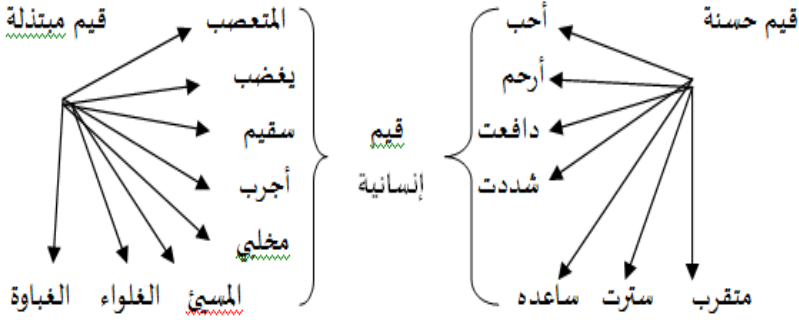 قيم حسنة أحب المتعصب قيم مبتذلة
أرحم يغضب
دافعت قيم سقيم
شددت إنسانية أجرب
مخلبي
متقرب سترت ساعده المسيئ الغلواء الغباوة